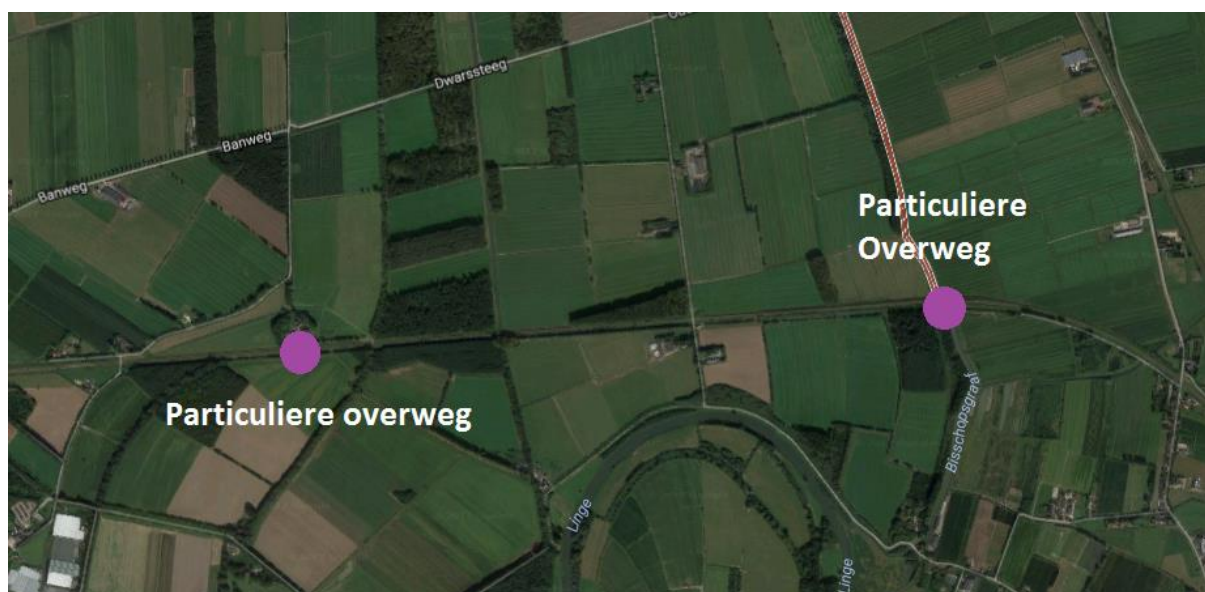 Dwarssteeg
Banweg
Banweg
Particuliere
Overweg
Particuliere overweg
Bisschopsgraaf
Linge
Linge